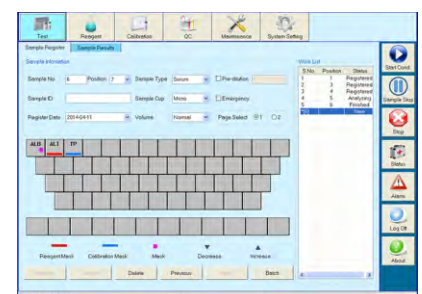 Test Reagent Calibration QC Maintenance System Setting
Sample Register Sample Results
Sample Information
Work List
Sample No. 6 Position 7 Sample Type Serum Pre-dilution
Sample ID Sample Cup Micro Emergency
Register Date 2014-04-11 Volume Normal Page Select 1 2
S.No. Position Status
1 1 Registered
2 3 Registered
3 4 Registered
4 5 Analyzing
5 6 Finished
New
ALB ALT TP
Reagent Mask Calibration Mask Mask Decrease Increase
Delete Previous Batch
Start Cond.
Sample Stop
Stop
Status
Alarm
Log Off
About